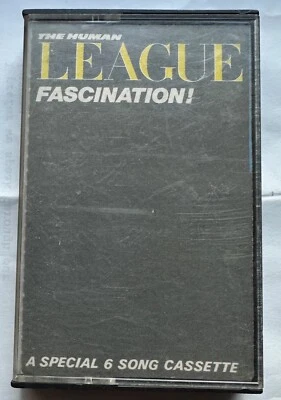 THE HUMAN
LEAGUE
FASCINATION!
A SPECIAL 6 SONG CASSETTE